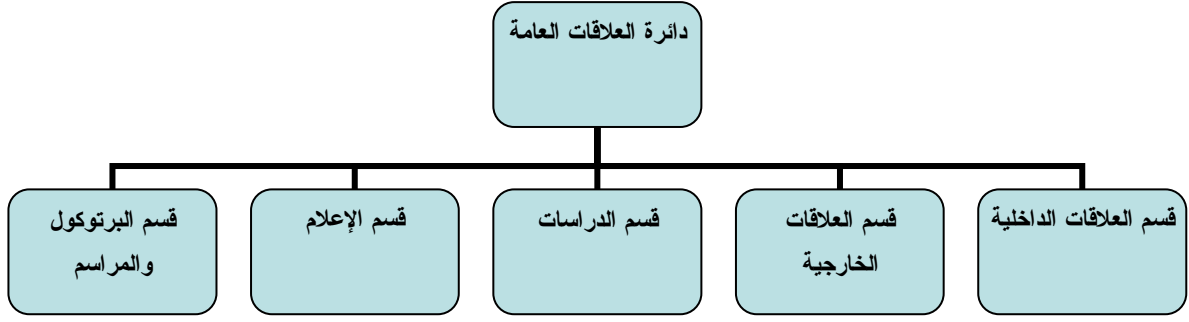 دائرة العلاقات العامة
قسم العلاقات الداخلية
قسم العلاقات
الخارجية
قسم الدراسات
قسم الإعلام
قسم البرتوكول
والمراسم